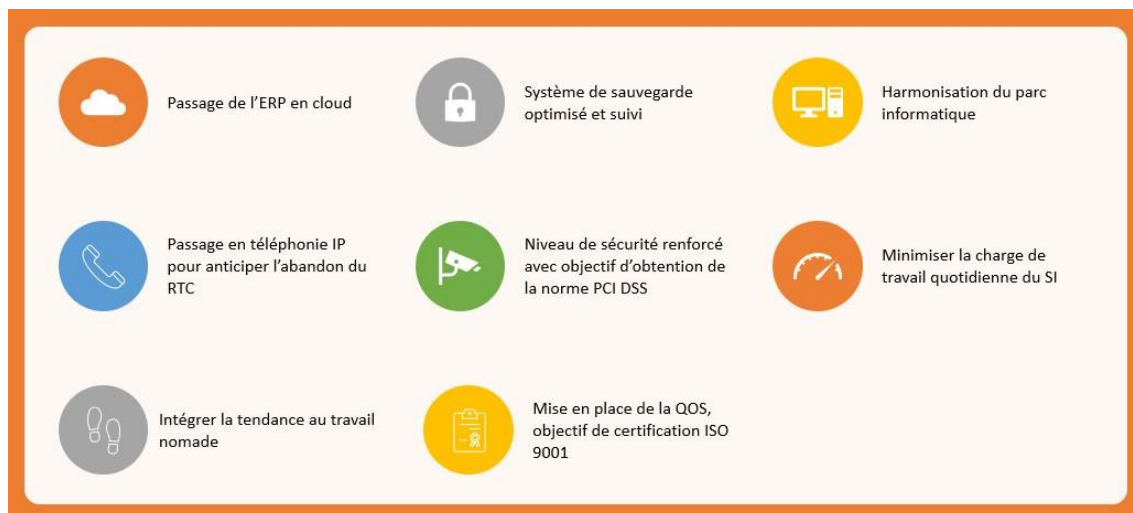 Passage de l’ERP en cloud
Système de sauvegarde
optimisé et suivi
Harmonisation du parc
informatique
Passage en téléphonie IP
pour anticiper l’abandon du
RTC
Niveau de sécurité renforcé
avec objectif d’obtention de
la norme PCI DSS
Minimiser la charge de
travail quotidienne du SI
Intégrer la tendance au travail
nomade
Mise en place de la QOS,
objectif de certification ISO
9001